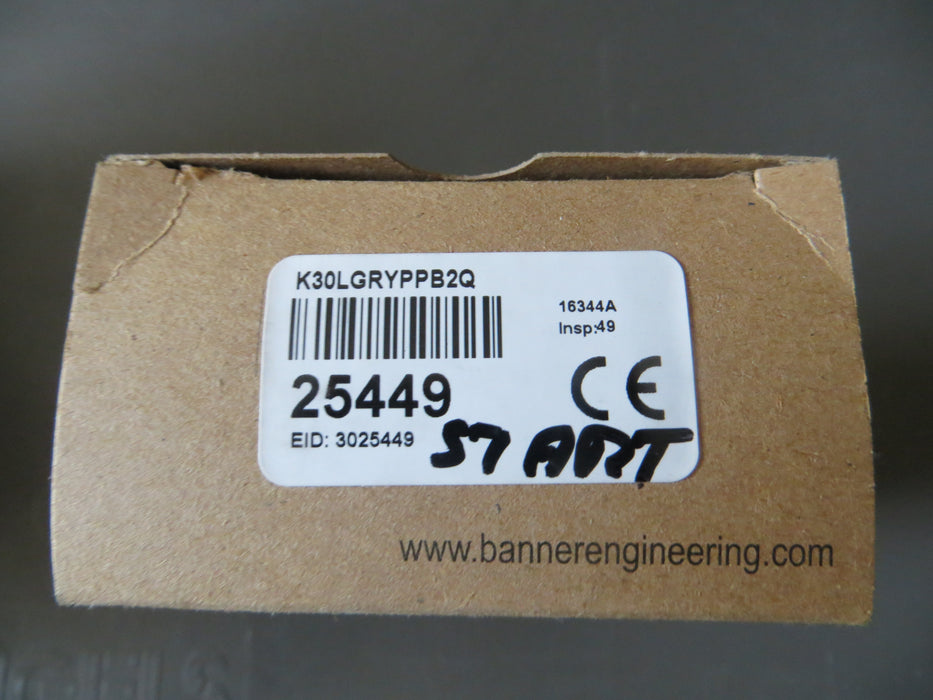 K30LGRYPPB2Q
16344A
Insp:49
25449
CE
EID: 3025449
START
www.bannerengineering.com